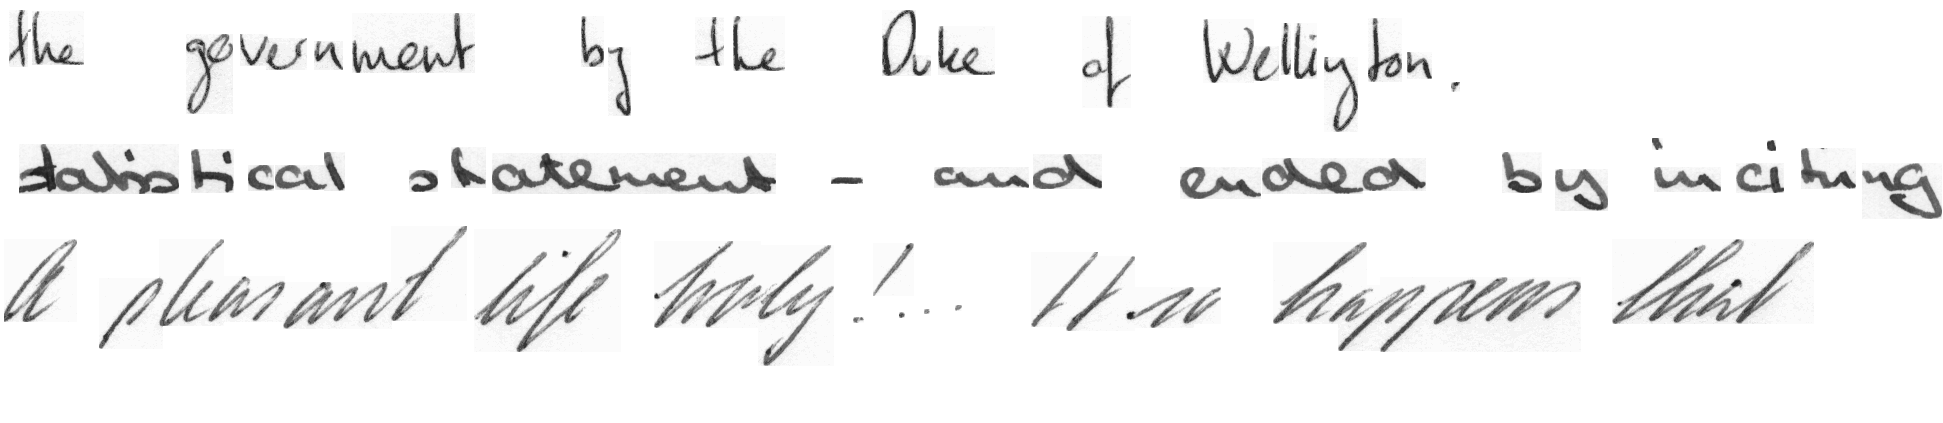 the government by the Duke of Wellington.
statistical statement - and ended by inciting
A pleasant life truly!... It so happens that